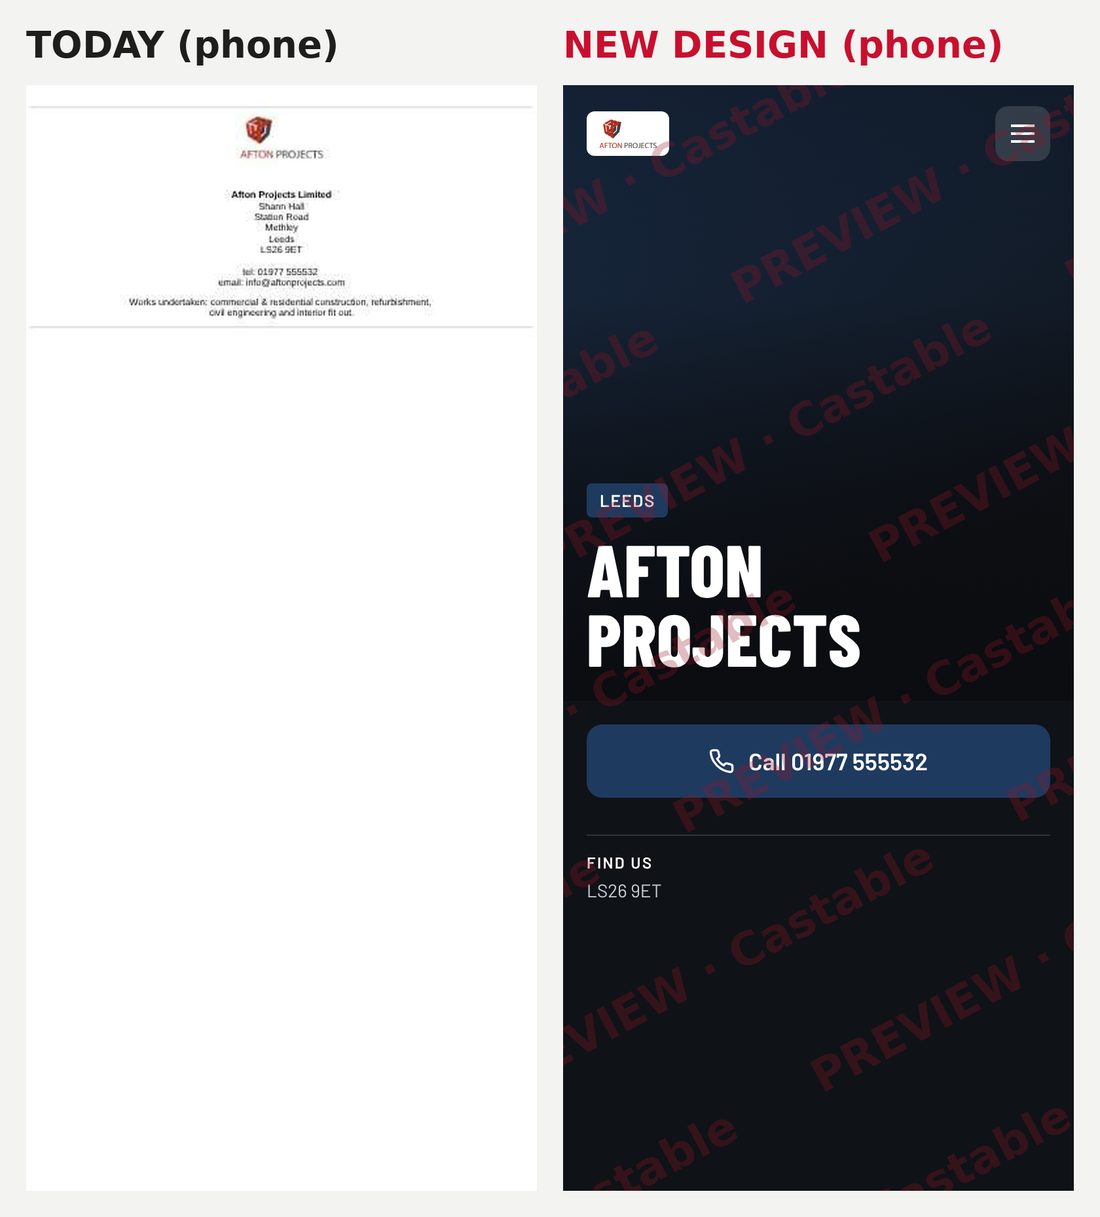 TODAY (phone)
AFTON PROJECTS
Afton Projects Limited
Shann Hall
Station Road
Methley
Leeds
LS26 9ET
tel: 01977 555532
email: info@aftonprojects.com
Works undertaken: commercial & residential construction, refurbishment,
civil engineering and interior fit out.
NEW DESIGN (phone)
AFTON PROJECTS
LEEDS
AFTON
PROJECTS
Call 01977 555532
FIND US
LS26 9ET
PREVIEW · Castable